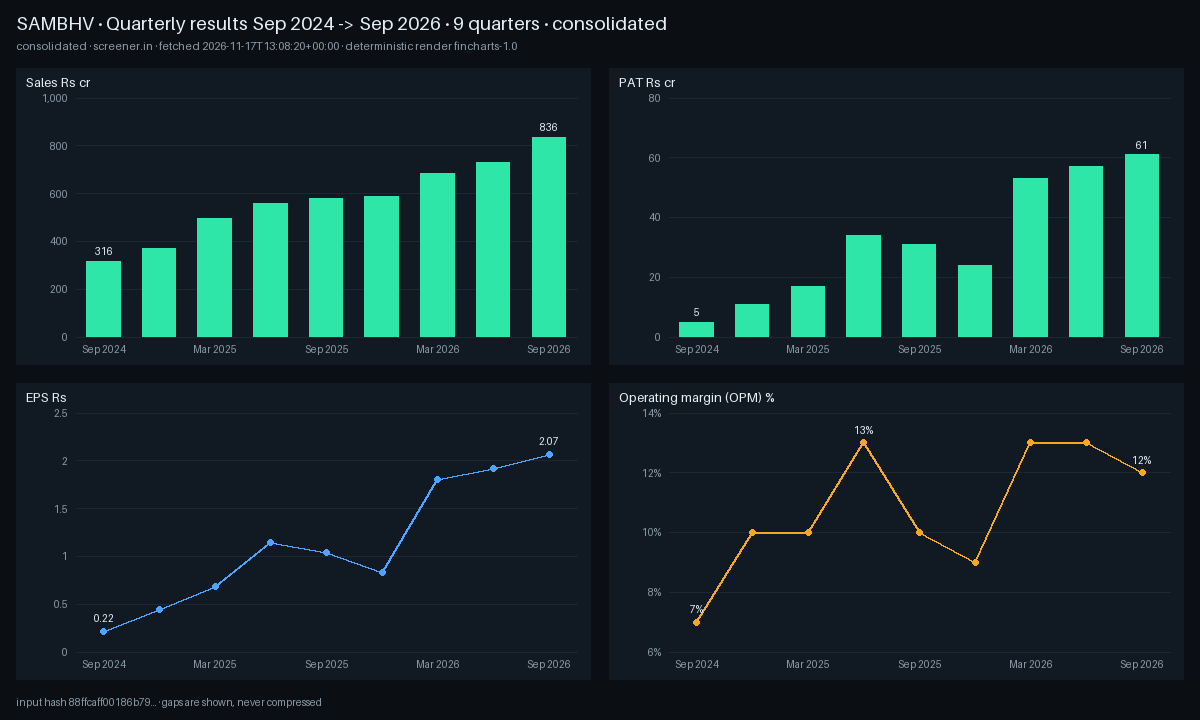 SAMBHV · Quarterly results Sep 2024 -> Sep 2026 · 9 quarters · consolidated
consolidated · screener.in · fetched 2026-11-17T13:08:20+00:00 · deterministic render fincharts-1.0
Sales Rs cr
1,000
800
600
400
200
0
316
836
Sep 2024
Mar 2025
Sep 2025
Mar 2026
Sep 2026
PAT Rs cr
80
60
40
20
0
5
61
Sep 2024
Mar 2025
Sep 2025
Mar 2026
Sep 2026
EPS Rs
2.5
2
1.5
1
0.5
0
0.22
2.07
Sep 2024
Mar 2025
Sep 2025
Mar 2026
Sep 2026
Operating margin (OPM) %
14%
12%
10%
8%
6%
7%
13%
12%
Sep 2024
Mar 2025
Sep 2025
Mar 2026
Sep 2026
input hash 88ffcaff00186b79… · gaps are shown, never compressed